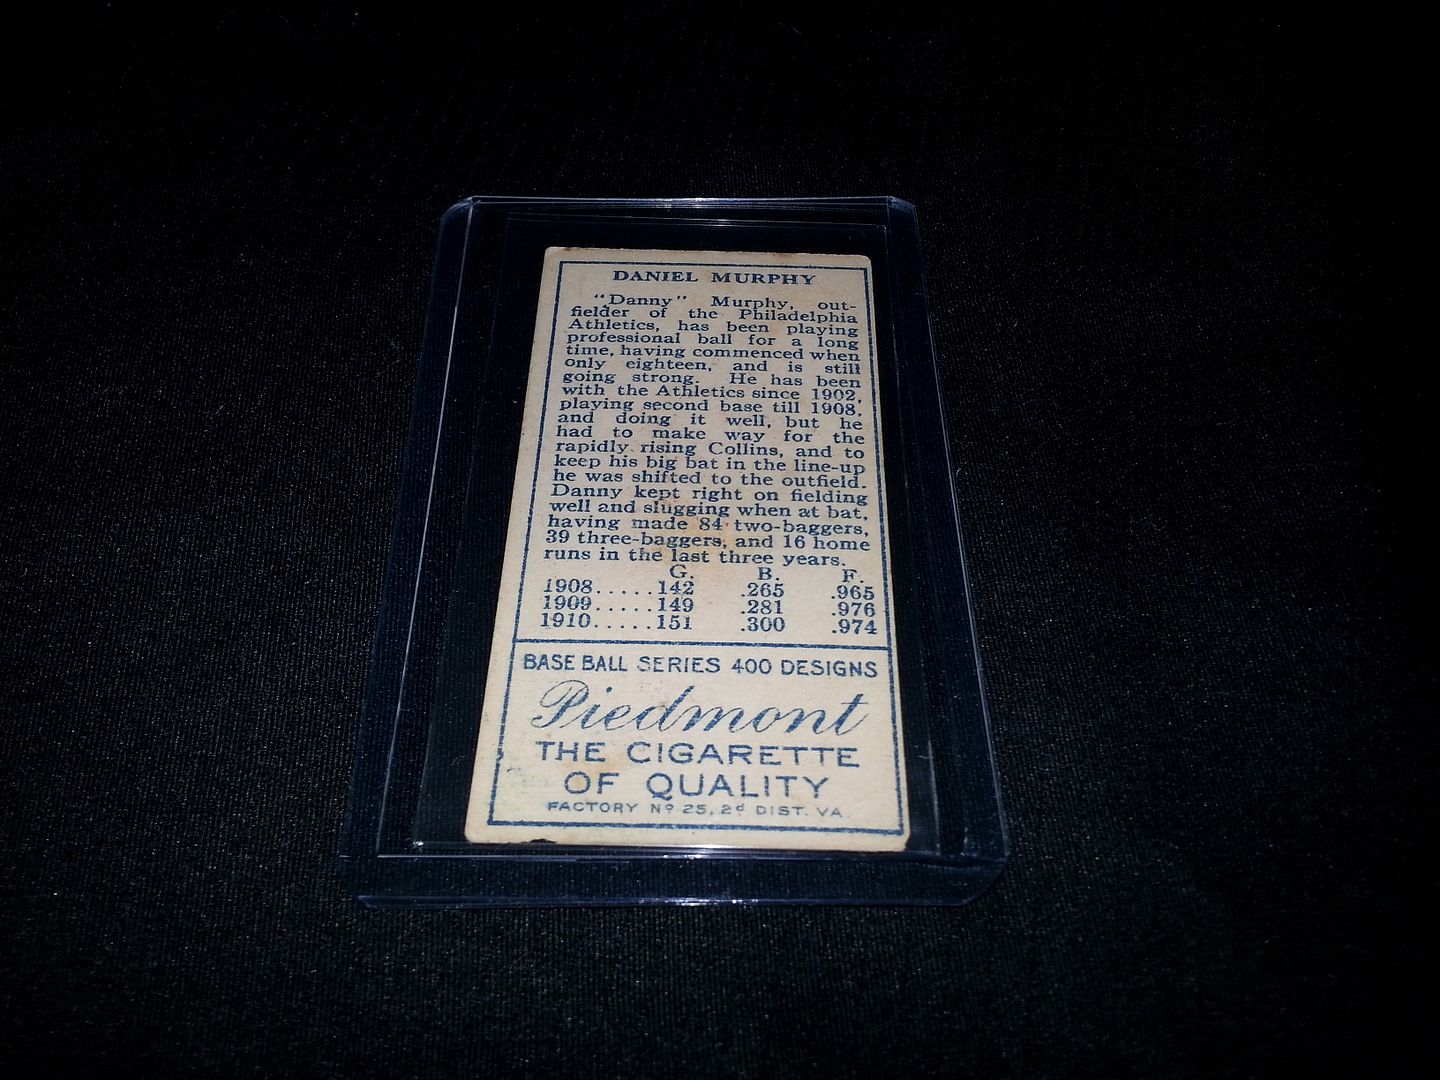 DANIEL MURPHY
"Danny" Murphy, out-
fielder of the Philadelphia
Athletics, has been playing
professional ball for a long
time, having commenced when
only eighteen, and is still
going strong. He has been
with the Athletics since 1902,
playing second base till 1908,
and doing it well, but he
had to make way for the
rapidly rising Collins, and to
keep his big bat in the line-up
he was shifted to the outfield.
Danny kept right on fielding
well and slugging when at bat,
having made 84 two-baggers,
39 three-baggers, and 16 home
runs in the last three years.
G. B. F.
1908.....142 .265 .965
1909.....149 .281 .976
1910.....151 .300 .974
BASE BALL SERIES 400 DESIGNS
Piedmont
THE CIGARETTE
OF QUALITY
FACTORY Nº 25, 2d DIST. VA.